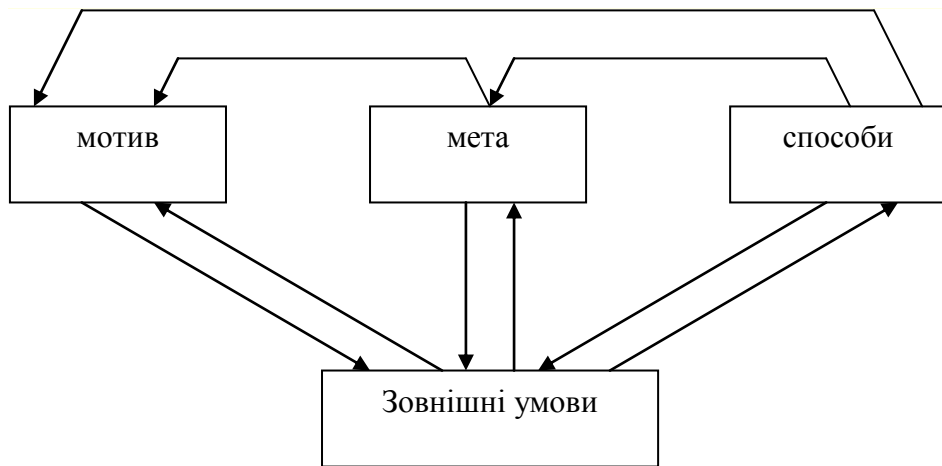 мотив
мета
способи
Зовнішні умови